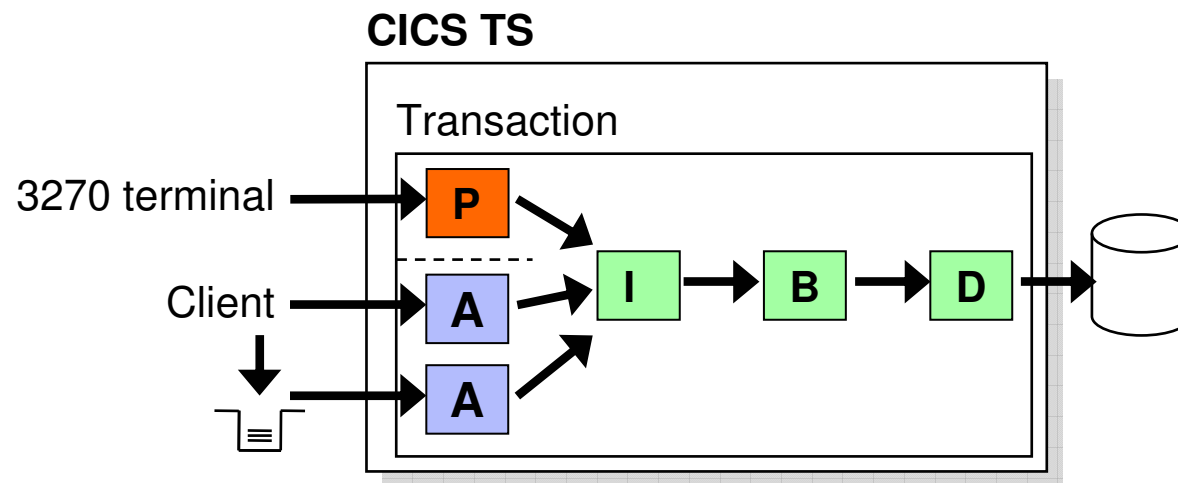 CICS TS
Transaction
3270 terminal
P
Client
A
I
B
D
A